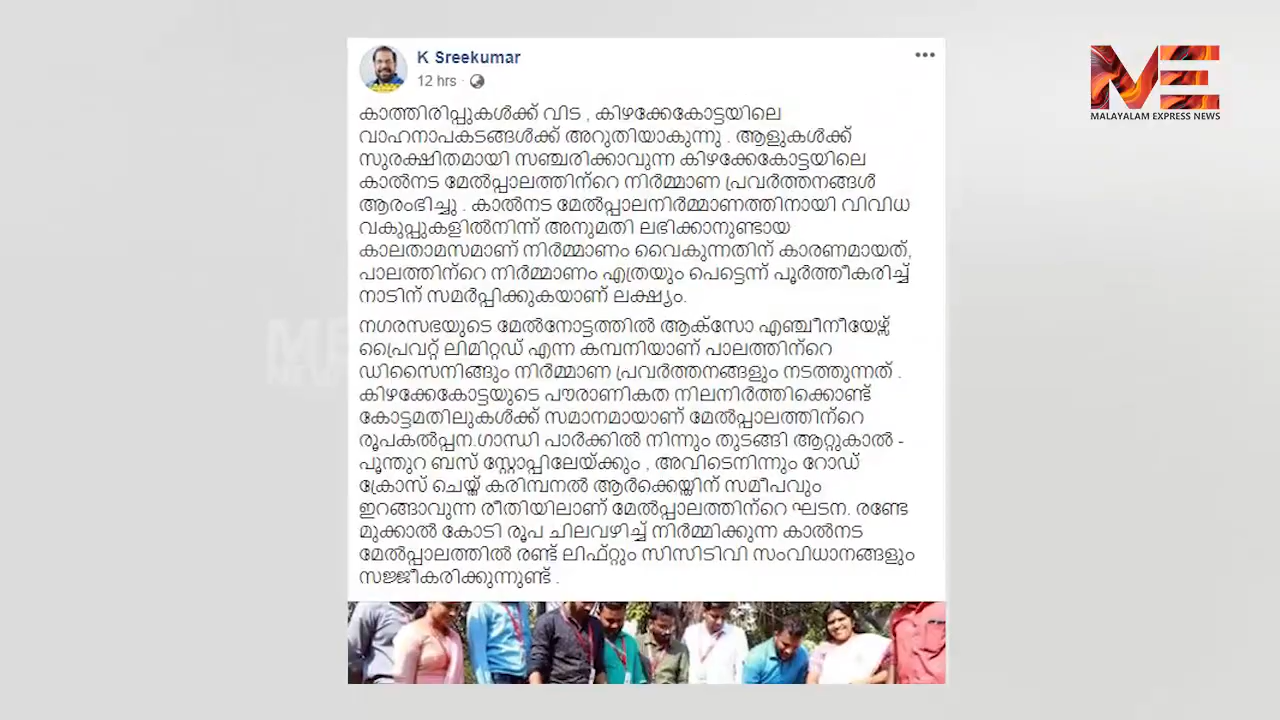 K Sreekumar
12 hrs ·
കാത്തിരിപ്പുകൾക്ക് വിട , കിഴക്കേകോട്ടയിലെ
വാഹനാപകടങ്ങൾക്ക് അറുതിയാകുന്നു . ആളുകൾക്ക്
സുരക്ഷിതമായി സഞ്ചരിക്കാവുന്ന കിഴക്കേകോട്ടയിലെ
കാൽനട മേൽപ്പാലത്തിന്റെ നിർമ്മാണ പ്രവർത്തനങ്ങൾ
ആരംഭിച്ചു . കാൽനട മേൽപ്പാലനിർമ്മാണത്തിനായി വിവിധ
വകുപ്പുകളിൽനിന്ന് അനുമതി ലഭിക്കാനുണ്ടായ
കാലതാമസമാണ് നിർമ്മാണം വൈകുന്നതിന് കാരണമായത്,
പാലത്തിന്റെ നിർമ്മാണം എത്രയും പെട്ടെന്ന് പൂർത്തീകരിച്ച്
നാടിന് സമർപ്പിക്കുകയാണ് ലക്ഷ്യം.
നഗരസഭയുടെ മേൽനോട്ടത്തിൽ ആക്സോ എഞ്ചീനീയേഴ്സ്
പ്രൈവറ്റ് ലിമിറ്റഡ് എന്ന കമ്പനിയാണ് പാലത്തിന്റെ
ഡിസൈനിങ്ങും നിർമ്മാണ പ്രവർത്തനങ്ങളും നടത്തുന്നത് .
കിഴക്കേകോട്ടയുടെ പൗരാണികത നിലനിർത്തിക്കൊണ്ട്
കോട്ടമതിലുകൾക്ക് സമാനമായാണ് മേൽപ്പാലത്തിന്റെ
രൂപകൽപ്പന.ഗാന്ധി പാർക്കിൽ നിന്നും തുടങ്ങി ആറ്റുകാൽ -
പൂന്തുറ ബസ് സ്റ്റോപ്പിലേയ്ക്കും , അവിടെനിന്നും റോഡ്
ക്രോസ് ചെയ്ത് കരിമ്പനൽ ആർക്കെയ്ഡിന് സമീപവും
ഇറങ്ങാവുന്ന രീതിയിലാണ് മേൽപ്പാലത്തിന്റെ ഘടന. രണ്ടേ
മുക്കാൽ കോടി രൂപ ചിലവഴിച്ച് നിർമ്മിക്കുന്ന കാൽനട
മേൽപ്പാലത്തിൽ രണ്ട് ലിഫ്റ്റും സിസിടിവി സംവിധാനങ്ങളും
സജ്ജീകരിക്കുന്നുണ്ട് .
ME
MALAYALAM EXPRESS NEWS